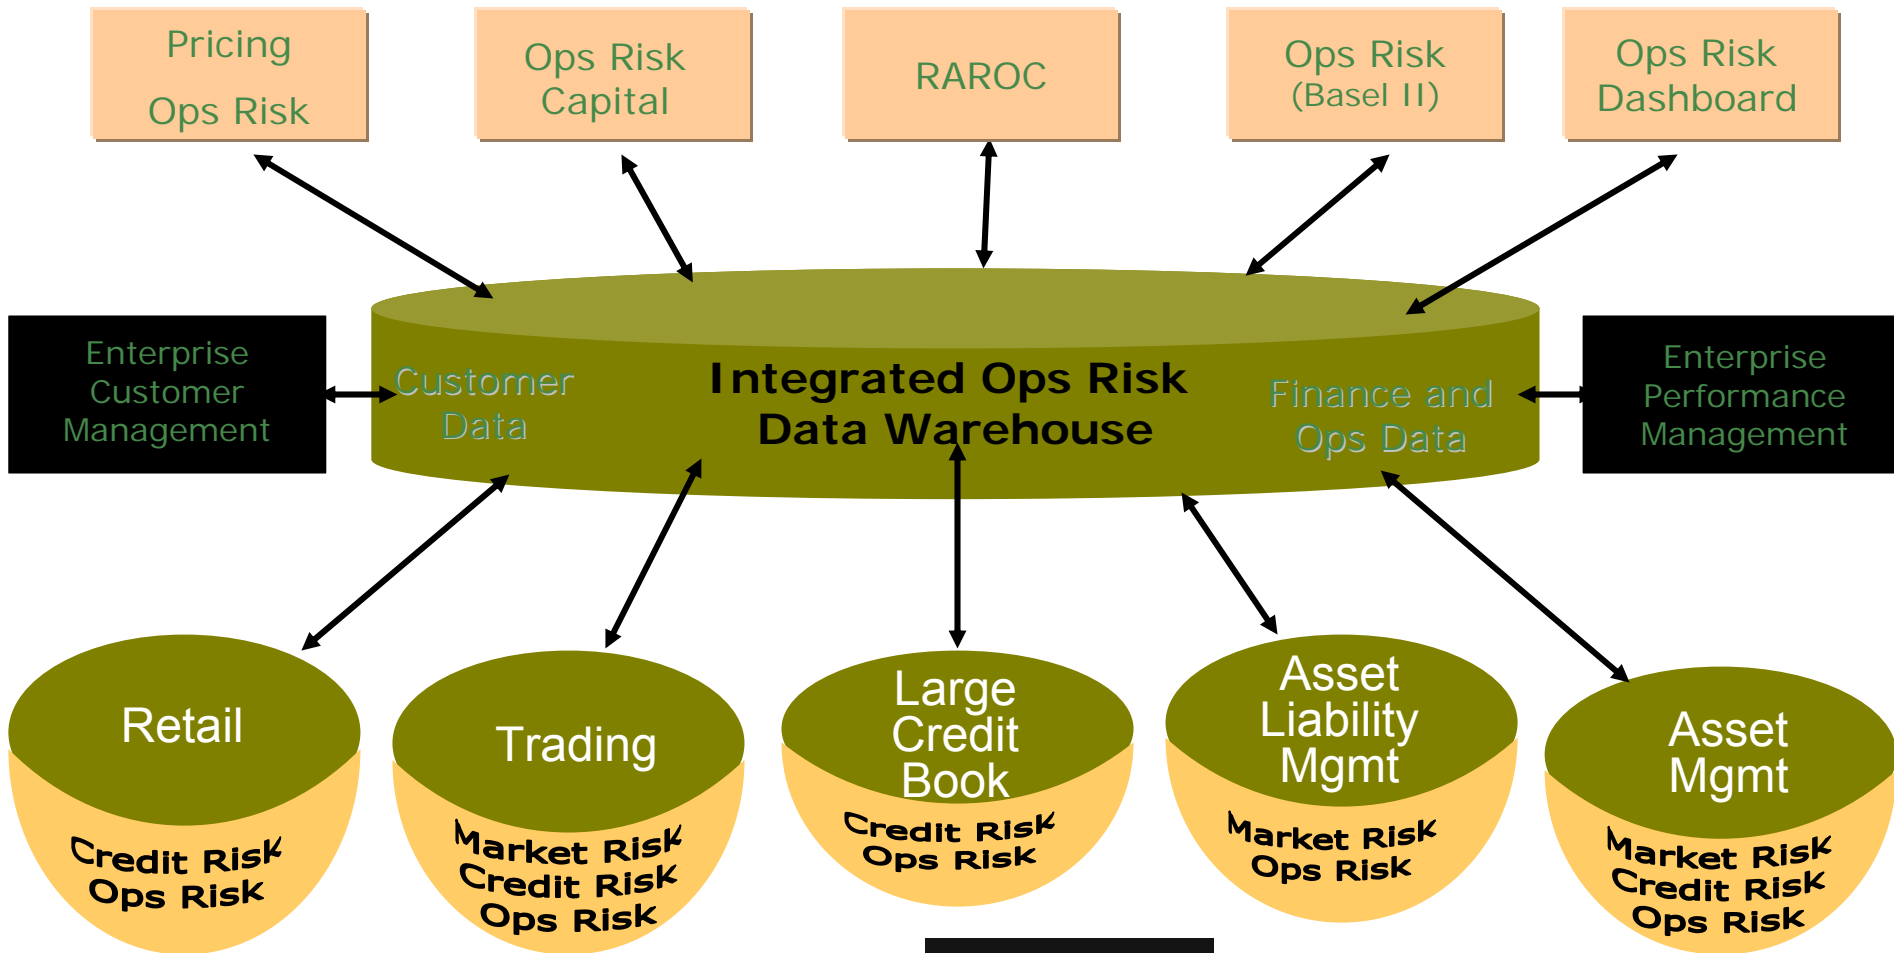 Pricing
Ops Risk
Ops Risk
Capital
RAROC
Ops Risk
(Basel II)
Ops Risk
Dashboard
Enterprise
Customer
Management
Customer
Data
Integrated Ops Risk
Data Warehouse
Finance and
Ops Data
Enterprise
Performance
Management
Retail
Credit Risk
Ops Risk
Trading
Market Risk
Credit Risk
Ops Risk
Large
Credit
Book
Credit Risk
Ops Risk
Asset
Liability
Mgmt
Market Risk
Ops Risk
Asset
Mgmt
Market Risk
Credit Risk
Ops Risk